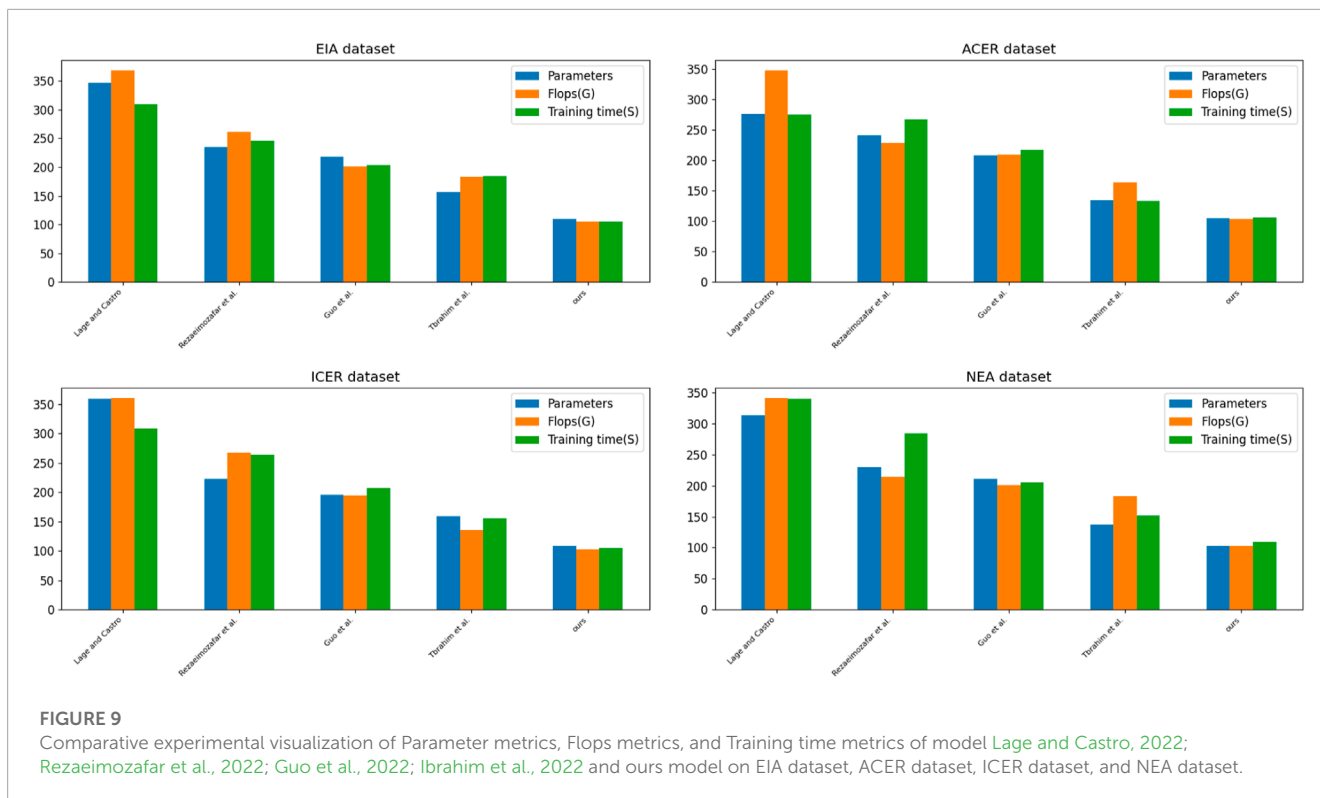 EIA dataset
350
300
250
200
150
100
50
0
Parameters
Flops(G)
Training time(S)
Lage and Castro
Rezaeimozafar et al.
Guo et al.
Tbrahim et al.
ours
ACER dataset
350
300
250
200
150
100
50
0
Parameters
Flops(G)
Training time(S)
Lage and Castro
Rezaeimozafar et al.
Guo et al.
Tbrahim et al.
ours
ICER dataset
350
300
250
200
150
100
50
0
Parameters
Flops(G)
Training time(S)
Lage and Castro
Rezaeimozafar et al.
Guo et al.
Tbrahim et al.
ours
NEA dataset
350
300
250
200
150
100
50
0
Parameters
Flops(G)
Training time(S)
Lage and Castro
Rezaeimozafar et al.
Guo et al.
Tbrahim et al.
ours
FIGURE 9
Comparative experimental visualization of Parameter metrics, Flops metrics, and Training time metrics of model Lage and Castro, 2022;
Rezaeimozafar et al., 2022; Guo et al., 2022; Ibrahim et al., 2022 and ours model on EIA dataset, ACER dataset, ICER dataset, and NEA dataset.